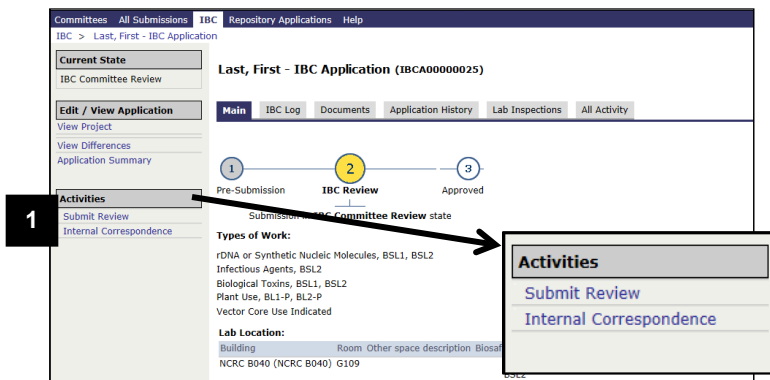 Committees All Submissions IBC Repository Applications Help
IBC > Last, First - IBC Application
Current State
IBC Committee Review
Edit / View Application
View Project
View Differences
Application Summary
1
Activities
Submit Review
Internal Correspondence
Last, First - IBC Application (IBCA00000025)
Main IBC Log Documents Application History Lab Inspections All Activity
1 2 3
Pre-Submission IBC Review Approved
Submission IBC Committee Review state
Types of Work:
rDNA or Synthetic Nucleic Molecules, BSL1, BSL2
Infectious Agents, BSL2
Biological Toxins, BSL1, BSL2
Plant Use, BL1-P, BL2-P
Vector Core Use Indicated
Lab Location:
Building Room Other space description
NCRC B040 (NCRC B040) G109
Activities
Submit Review
Internal Correspondence